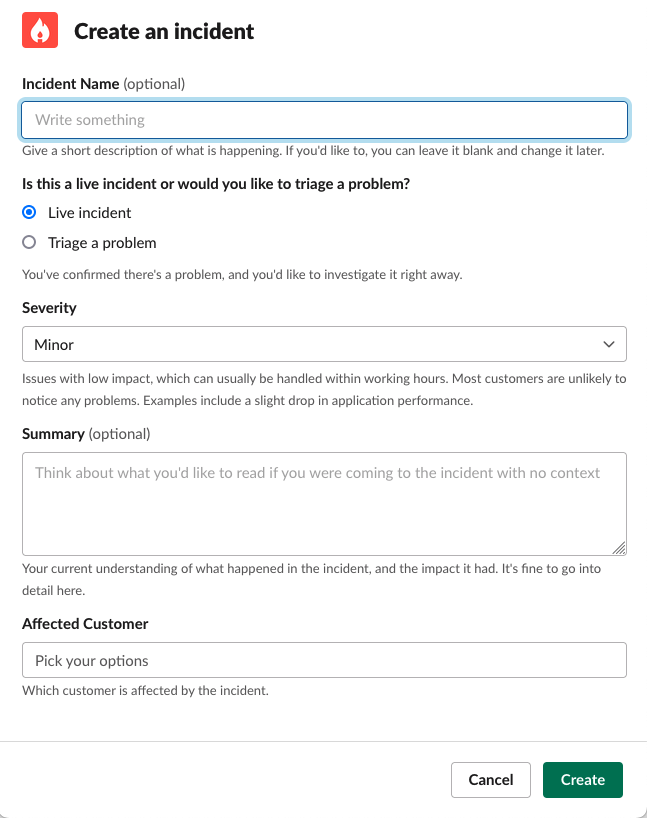 Create an incident
Incident Name (optional)
Write something
Give a short description of what is happening. If you'd like to, you can leave it blank and change it later.
Is this a live incident or would you like to triage a problem?
Live incident
Triage a problem
You've confirmed there's a problem, and you'd like to investigate it right away.
Severity
Minor
Issues with low impact, which can usually be handled within working hours. Most customers are unlikely to
notice any problems. Examples include a slight drop in application performance.
Summary (optional)
Think about what you'd like to read if you were coming to the incident with no context
Your current understanding of what happened in the incident, and the impact it had. It's fine to go into
detail here.
Affected Customer
Pick your options
Which customer is affected by the incident.
Cancel
Create